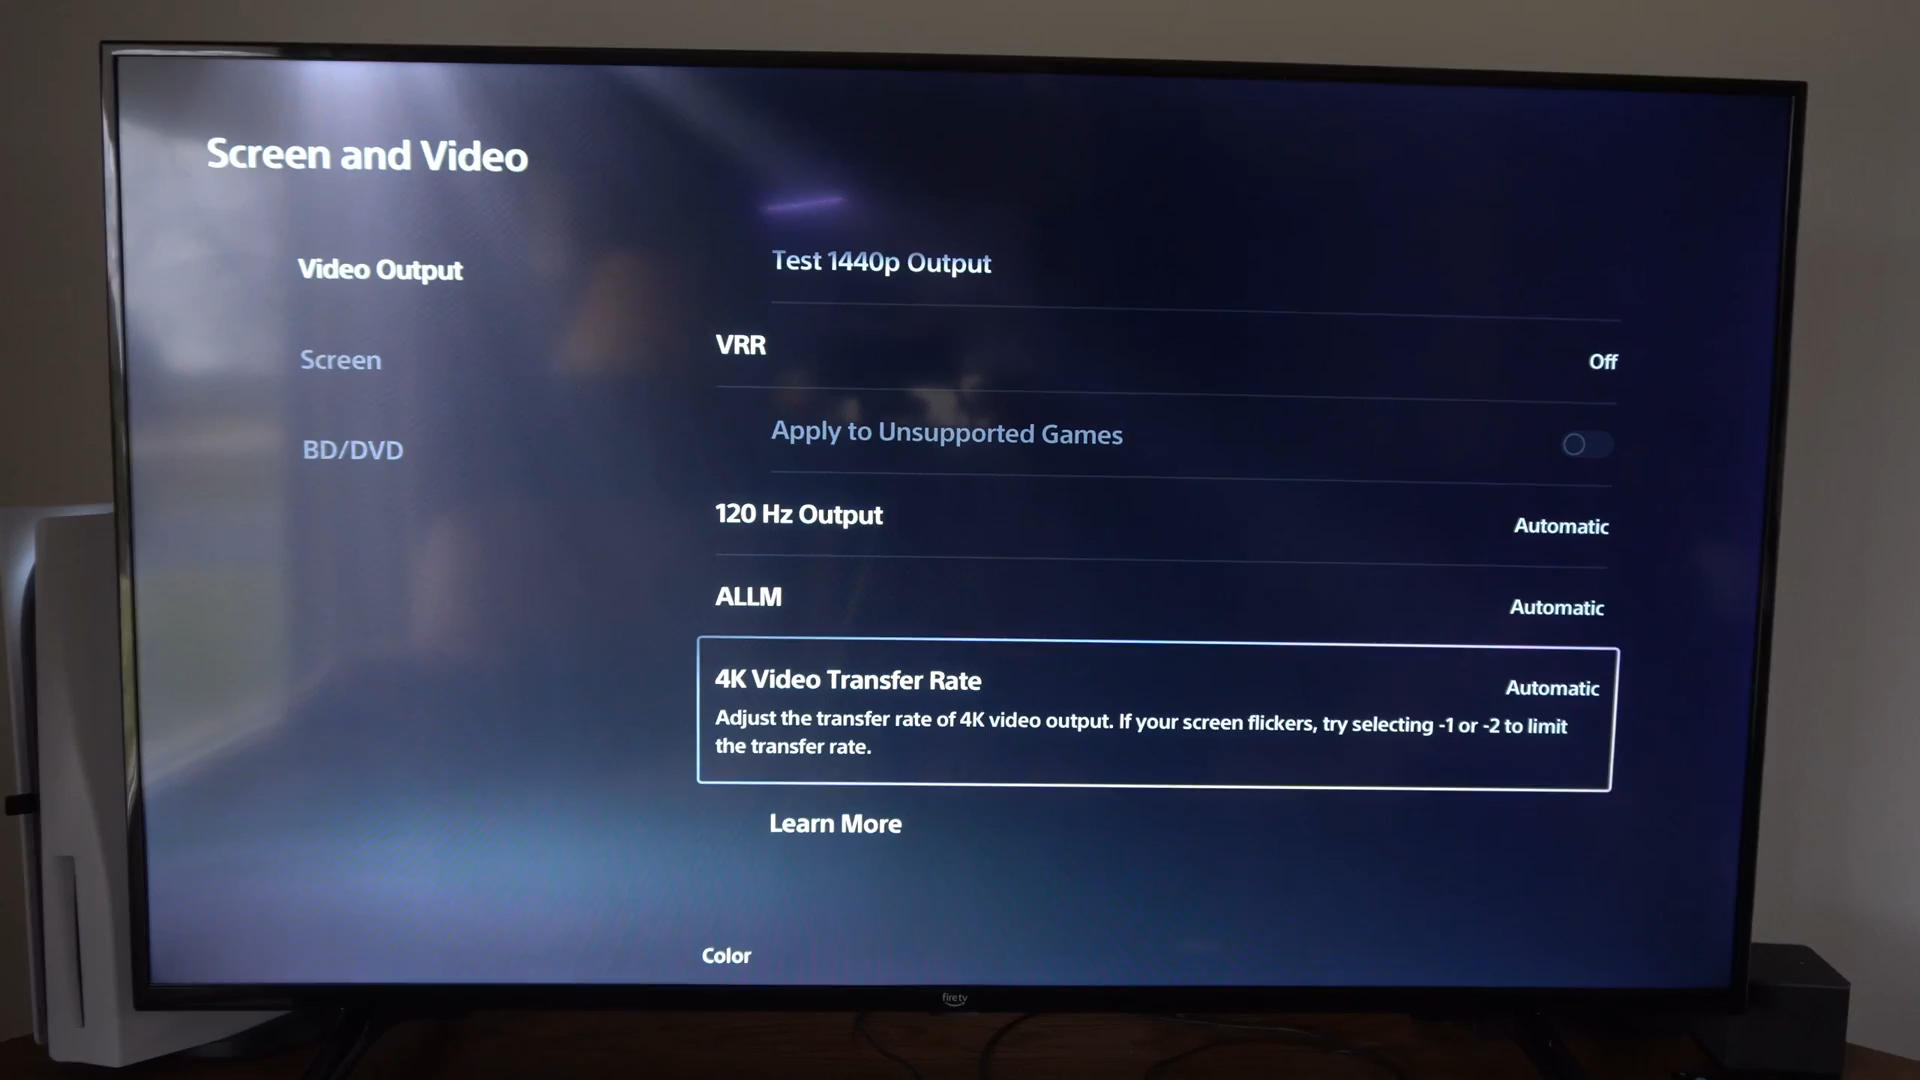 Screen and Video
Video Output
Screen
BD/DVD
Test 1440p Output
VRR
Off
Apply to Unsupported Games
120 Hz Output
Automatic
ALLM
Automatic
4K Video Transfer Rate
Automatic
Adjust the transfer rate of 4K video output. If your screen flickers, try selecting -1 or -2 to limit
the transfer rate.
Learn More
Color
fire tv